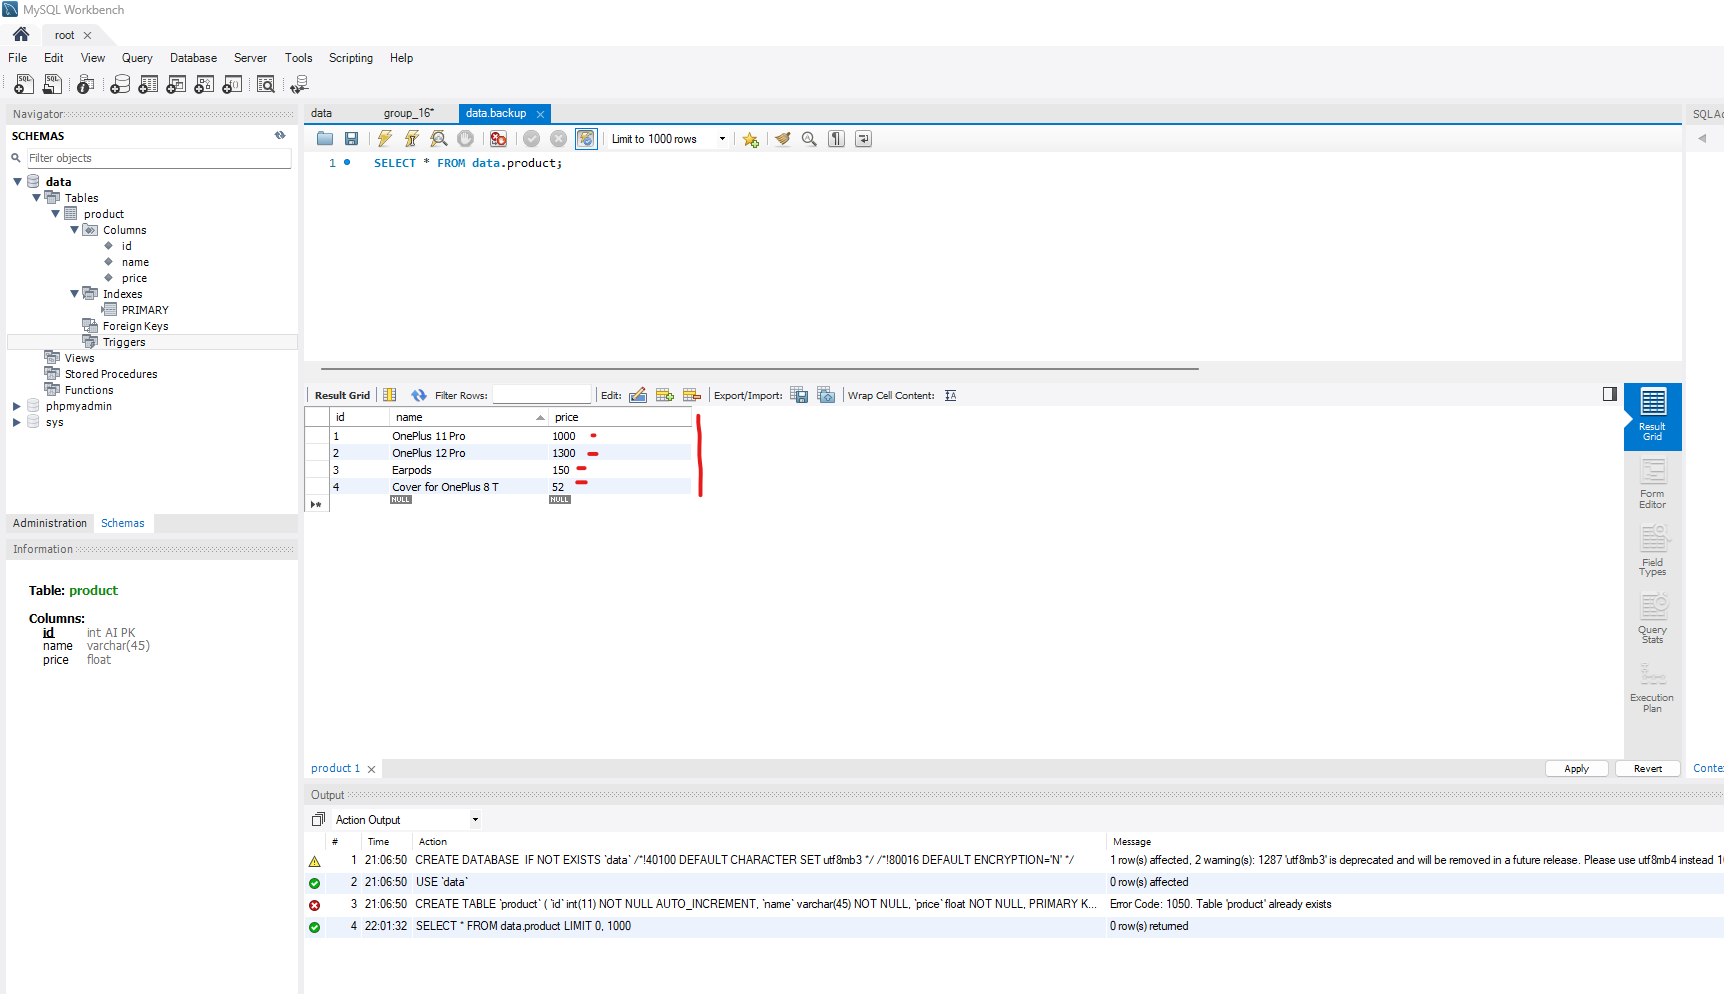 MySQL Workbench
root
File Edit View Query Database Server Tools Scripting Help
Navigator
SCHEMAS
Filter objects
data
Tables
product
Columns
id
name
price
Indexes
PRIMARY
Foreign Keys
Triggers
Views
Stored Procedures
Functions
phpmyadmin
sys
Administration Schemas
Information
Table: product
Columns:
id int AI PK
name varchar(45)
price float
data group_16* data.backup
Limit to 1000 rows
1 SELECT * FROM data.product;
Result Grid Filter Rows: Edit: Export/Import: Wrap Cell Content:
id name price
1 OnePlus 11 Pro 1000
2 OnePlus 12 Pro 1300
3 Earpods 150
4 Cover for OnePlus 8 T 52
NULL NULL
Result Grid
Form Editor
Field Types
Query Stats
Execution Plan
product 1 Apply Revert
Output
Action Output
# Time Action Message
1 21:06:50 CREATE DATABASE IF NOT EXISTS `data` /*!40100 DEFAULT CHARACTER SET utf8mb3 */ /*!80016 DEFAULT ENCRYPTION='N' */ 1 row(s) affected, 2 warning(s): 1287 'utf8mb3' is deprecated and will be removed in a future release. Please use utf8mb4 instead
2 21:06:50 USE `data` 0 row(s) affected
3 21:06:50 CREATE TABLE `product` ( `id` int(11) NOT NULL AUTO_INCREMENT, `name` varchar(45) NOT NULL, `price` float NOT NULL, PRIMARY K... Error Code: 1050. Table 'product' already exists
4 22:01:32 SELECT * FROM data.product LIMIT 0, 1000 0 row(s) returned
SQL A
Conte